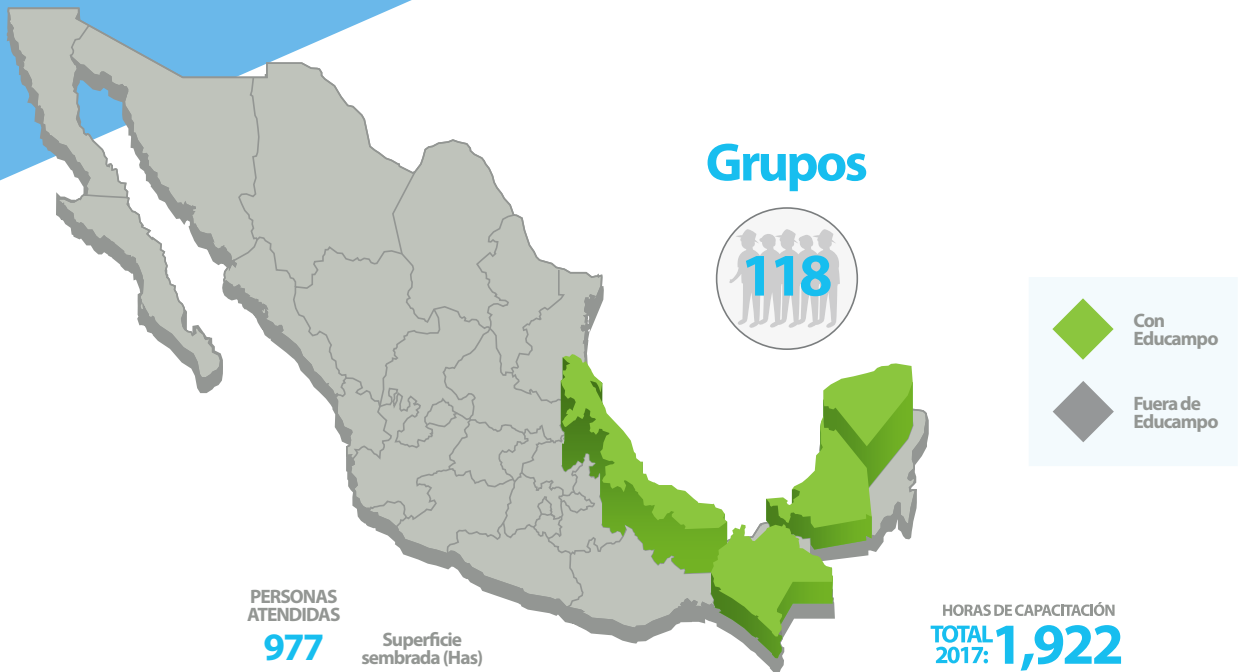 Grupos
118
Con
Educampo
Fuera de
Educampo
PERSONAS
ATENDIDAS
977
Superficie
sembrada (Has)
HORAS DE CAPACITACIÓN
TOTAL
2017: 1,922